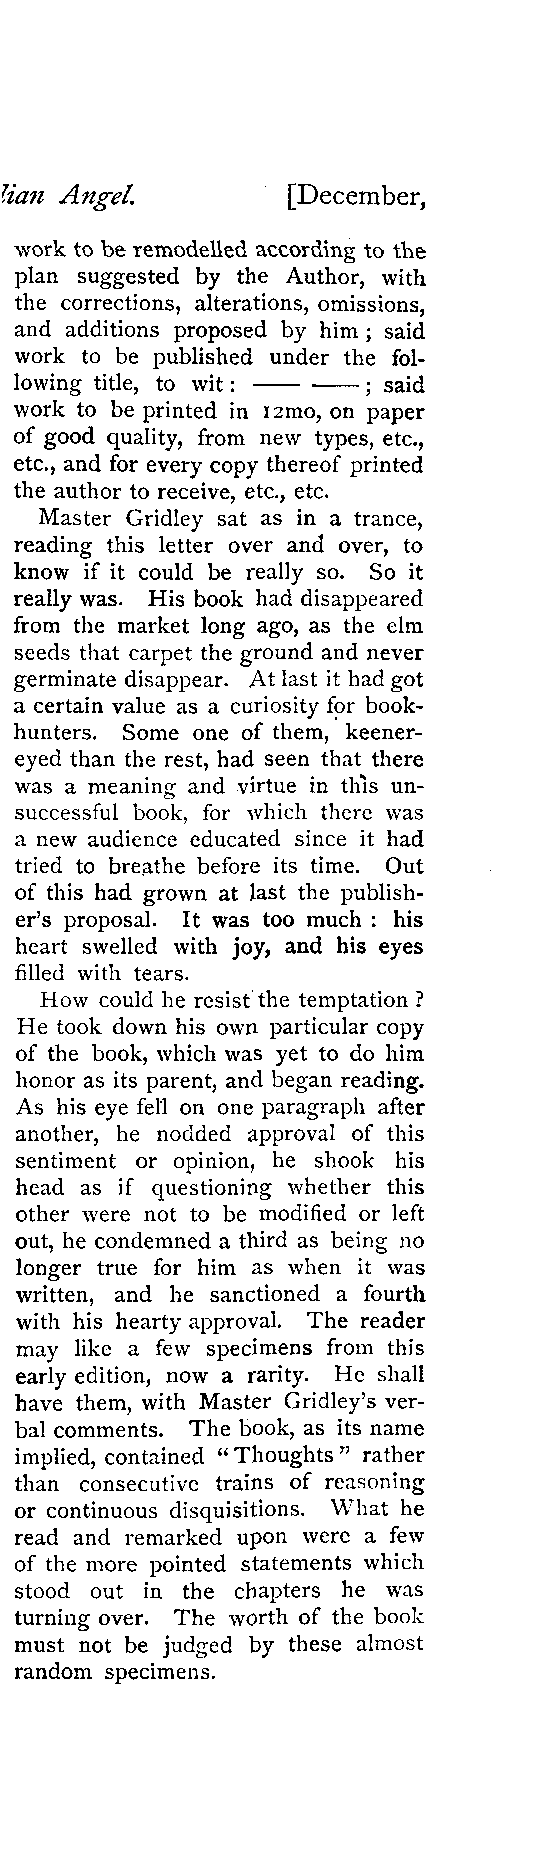 lian Angel. [December,
work to be remodelled according to the
plan suggested by the Author, with
the corrections, alterations, omissions,
and additions proposed by him ; said
work to be published under the fol-
lowing title, to wit : —— —— ; said
work to be printed in 12mo, on paper
of good quality, from new types, etc.,
etc., and for every copy thereof printed
the author to receive, etc., etc.
Master Gridley sat as in a trance,
reading this letter over and over, to
know if it could be really so. So it
really was. His book had disappeared
from the market long ago, as the elm
seeds that carpet the ground and never
germinate disappear. At last it had got
a certain value as a curiosity for book-
hunters. Some one of them, keener-
eyed than the rest, had seen that there
was a meaning and virtue in this un-
successful book, for which there was
a new audience educated since it had
tried to breathe before its time. Out
of this had grown at last the publish-
er's proposal. It was too much : his
heart swelled with joy, and his eyes
filled with tears.
How could he resist the temptation ?
He took down his own particular copy
of the book, which was yet to do him
honor as its parent, and began reading.
As his eye fell on one paragraph after
another, he nodded approval of this
sentiment or opinion, he shook his
head as if questioning whether this
other were not to be modified or left
out, he condemned a third as being no
longer true for him as when it was
written, and he sanctioned a fourth
with his hearty approval. The reader
may like a few specimens from this
early edition, now a rarity. He shall
have them, with Master Gridley's ver-
bal comments. The book, as its name
implied, contained “ Thoughts ” rather
than consecutive trains of reasoning
or continuous disquisitions. What he
read and remarked upon were a few
of the more pointed statements which
stood out in the chapters he was
turning over. The worth of the book
must not be judged by these almost
random specimens.